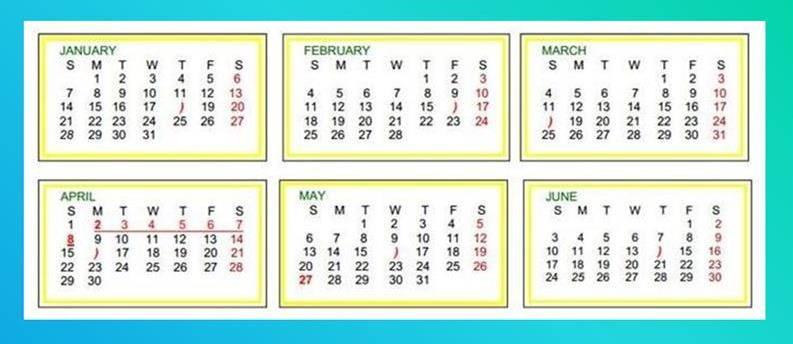 JANUARY
S M T W T F S
1 2 3 4 5 6
7 8 9 10 11 12 13
14 15 16 17 ) 19 20
21 22 23 24 25 26 27
28 29 30 31
FEBRUARY
S M T W T F S
1 2 3
4 5 6 7 8 9 10
11 12 13 14 15 ) 17
18 19 20 21 22 23 24
25 26 27 28
MARCH
S M T W T F S
1 2 3
4 5 6 7 8 9 10
11 12 13 14 15 16 17
) 19 20 21 22 23 24
25 26 27 28 29 30 31
APRIL
S M T W T F S
1 2 3 4 5 6 7
8 9 10 11 12 13 14
15 ) 17 18 19 20 21
22 23 24 25 26 27 28
29 30
MAY
S M T W T F S
1 2 3 4 5
6 7 8 9 10 11 12
13 14 15 ) 17 18 19
20 21 22 23 24 25 26
27 28 29 30 31
JUNE
S M T W T F S
1 2
3 4 5 6 7 8 9
10 11 12 13 ) 15 16
17 18 19 20 21 22 23
24 25 26 27 28 29 30